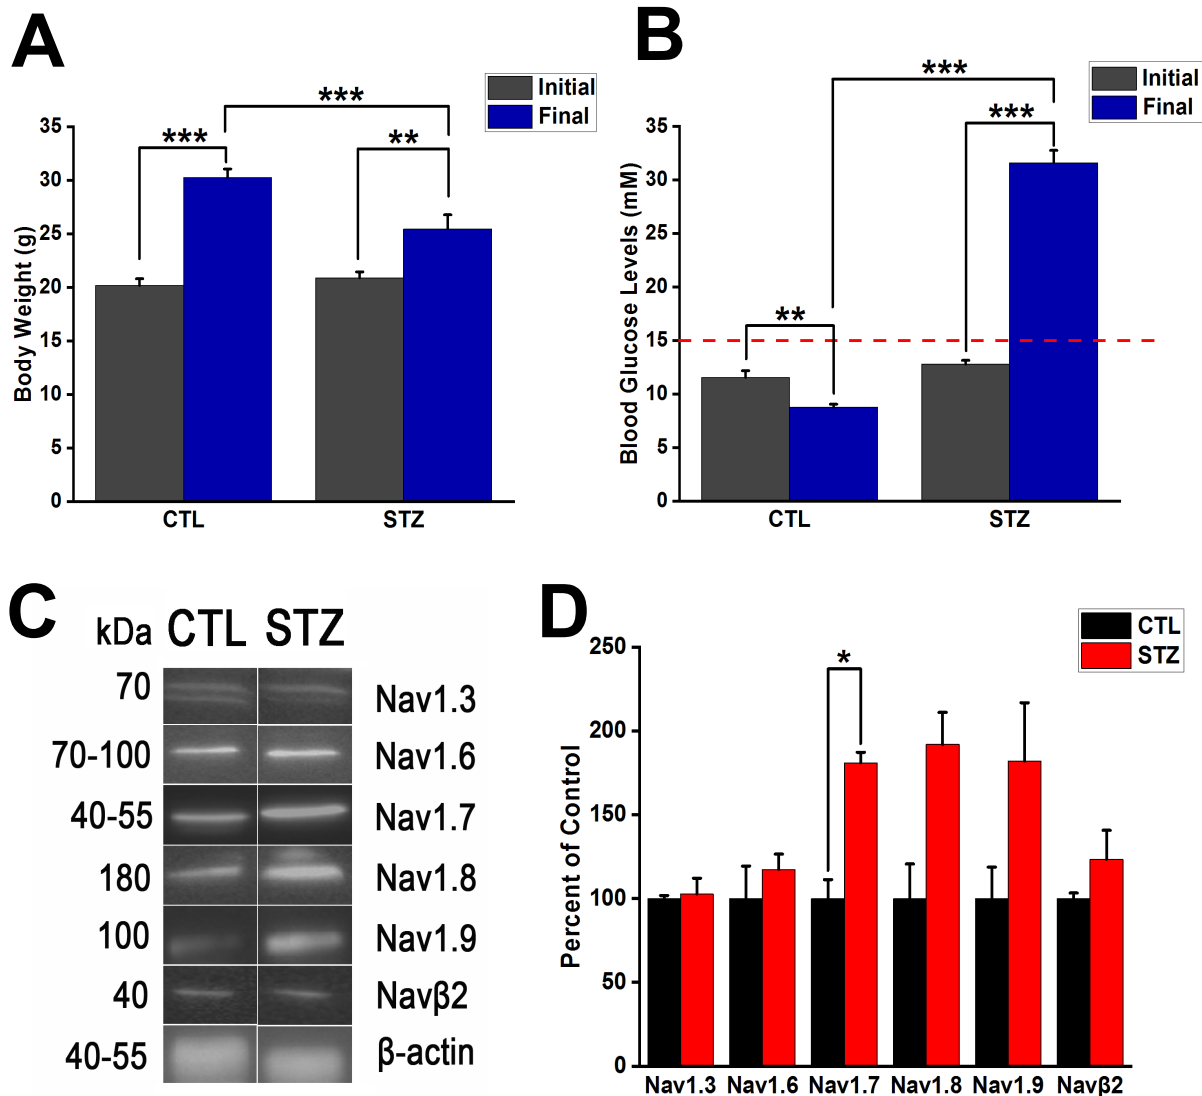 A
Initial
Final
***
***
**
Body Weight (g)
35
30
25
20
15
10
5
0
CTL
STZ
B
Initial
Final
***
***
**
Blood Glucose Levels (mM)
35
30
25
20
15
10
5
0
CTL
STZ
C
kDa CTL STZ
70 Nav1.3
70-100 Nav1.6
40-55 Nav1.7
180 Nav1.8
100 Nav1.9
40 Navβ2
40-55 β-actin
D
CTL
STZ
*
Percent of Control
250
200
150
100
50
0
Nav1.3 Nav1.6 Nav1.7 Nav1.8 Nav1.9 Navβ2